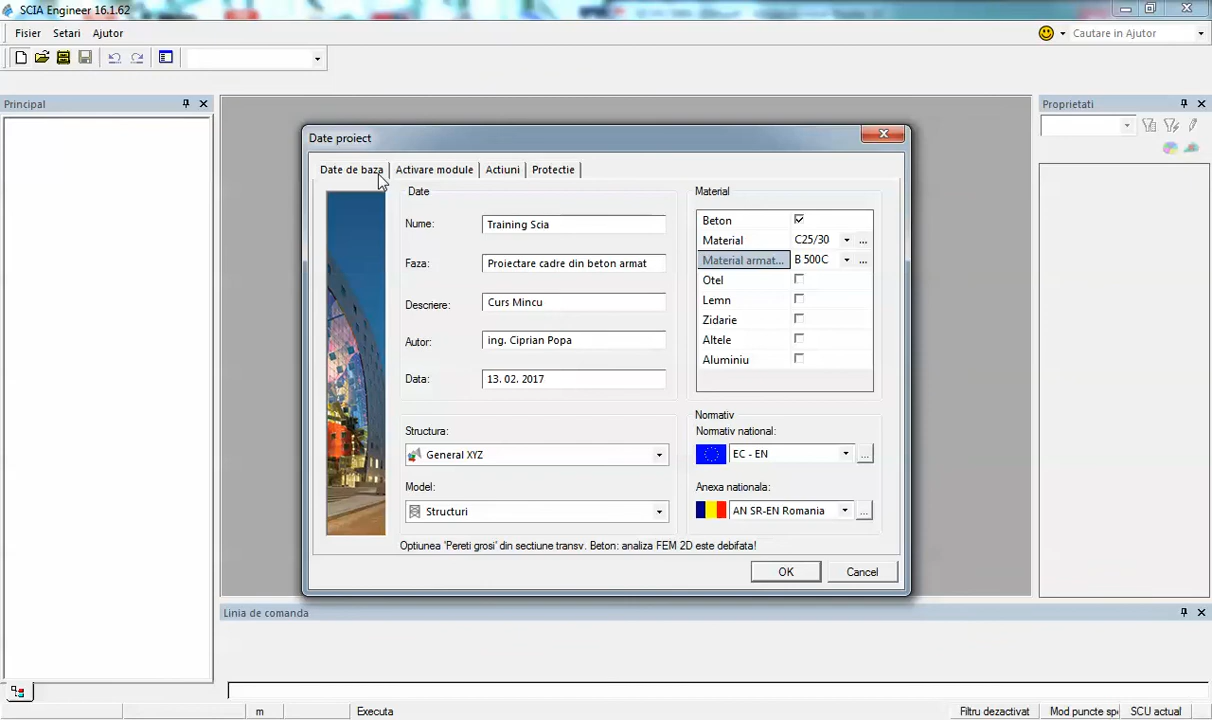 SCIA Engineer 16.1.62
Fisier Setari Ajutor
Cautare in Ajutor
Principal
Proprietati
Date proiect
Date de baza Activare module Actiuni Protectie
Date
Nume: Training Scia
Faza: Proiectare cadre din beton armat
Descriere: Curs Mincu
Autor: ing. Ciprian Popa
Data: 13. 02. 2017
Structura:
General XYZ
Model:
Structuri
Material
Beton
Material C25/30 ...
Material armat... B 500C ...
Otel
Lemn
Zidarie
Altele
Aluminiu
Normativ
Normativ national:
EC - EN ...
Anexa nationala:
AN SR-EN Romania ...
Optiunea 'Pereti grosi' din sectiune transv. Beton: analiza FEM 2D este debifata!
OK Cancel
Linia de comanda
m Executa Filtru dezactivat Mod puncte spe SCU actual